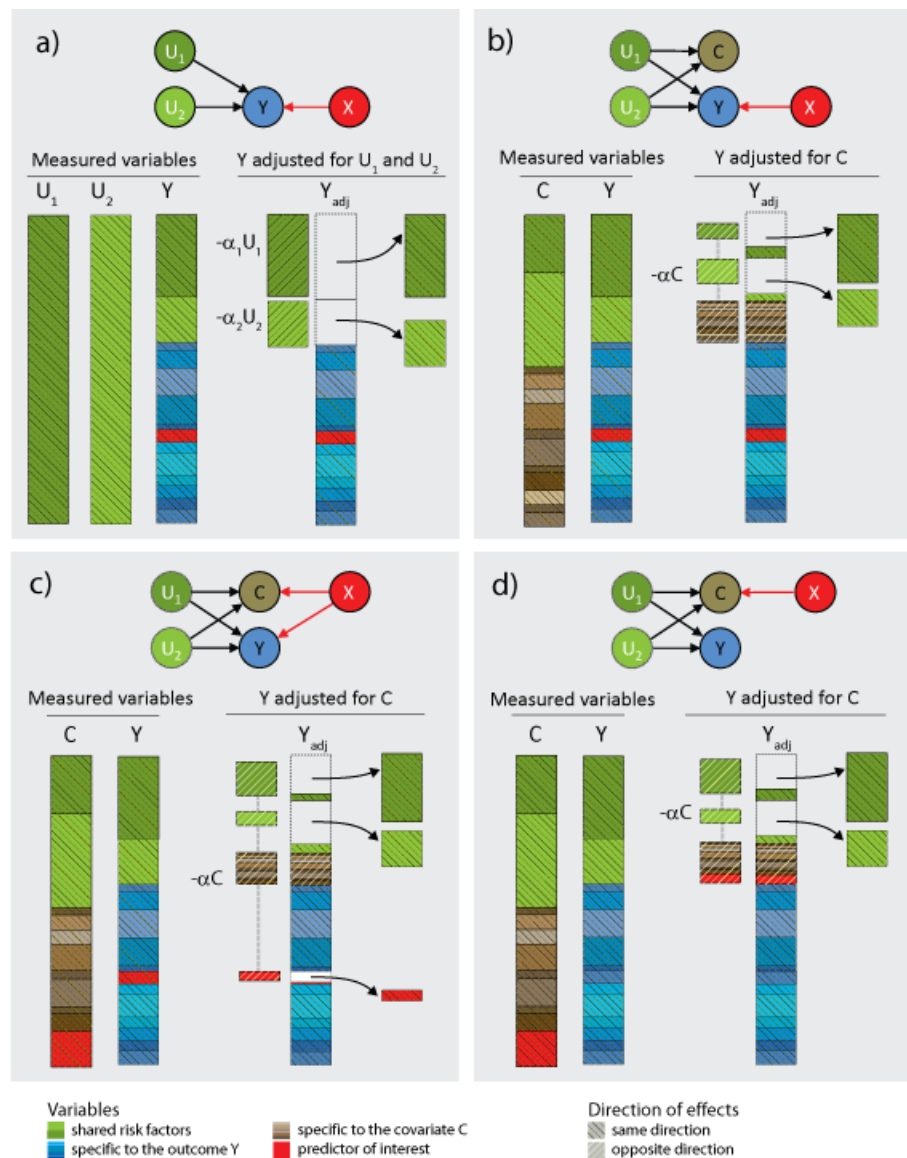 a)
U1
U2
Y
X
Measured variables
Y adjusted for U1 and U2
U1 U2 Y
Yadj
-α1U1
-α2U2
b)
U1
C
U2
Y
X
Measured variables
Y adjusted for C
C Y
Yadj
-αC
c)
U1
C
X
U2
Y
Measured variables
Y adjusted for C
C Y
Yadj
-αC
d)
U1
C
X
U2
Y
Measured variables
Y adjusted for C
C Y
Yadj
-αC
Variables
shared risk factors
specific to the outcome Y
specific to the covariate C
predictor of interest
Direction of effects
same direction
opposite direction